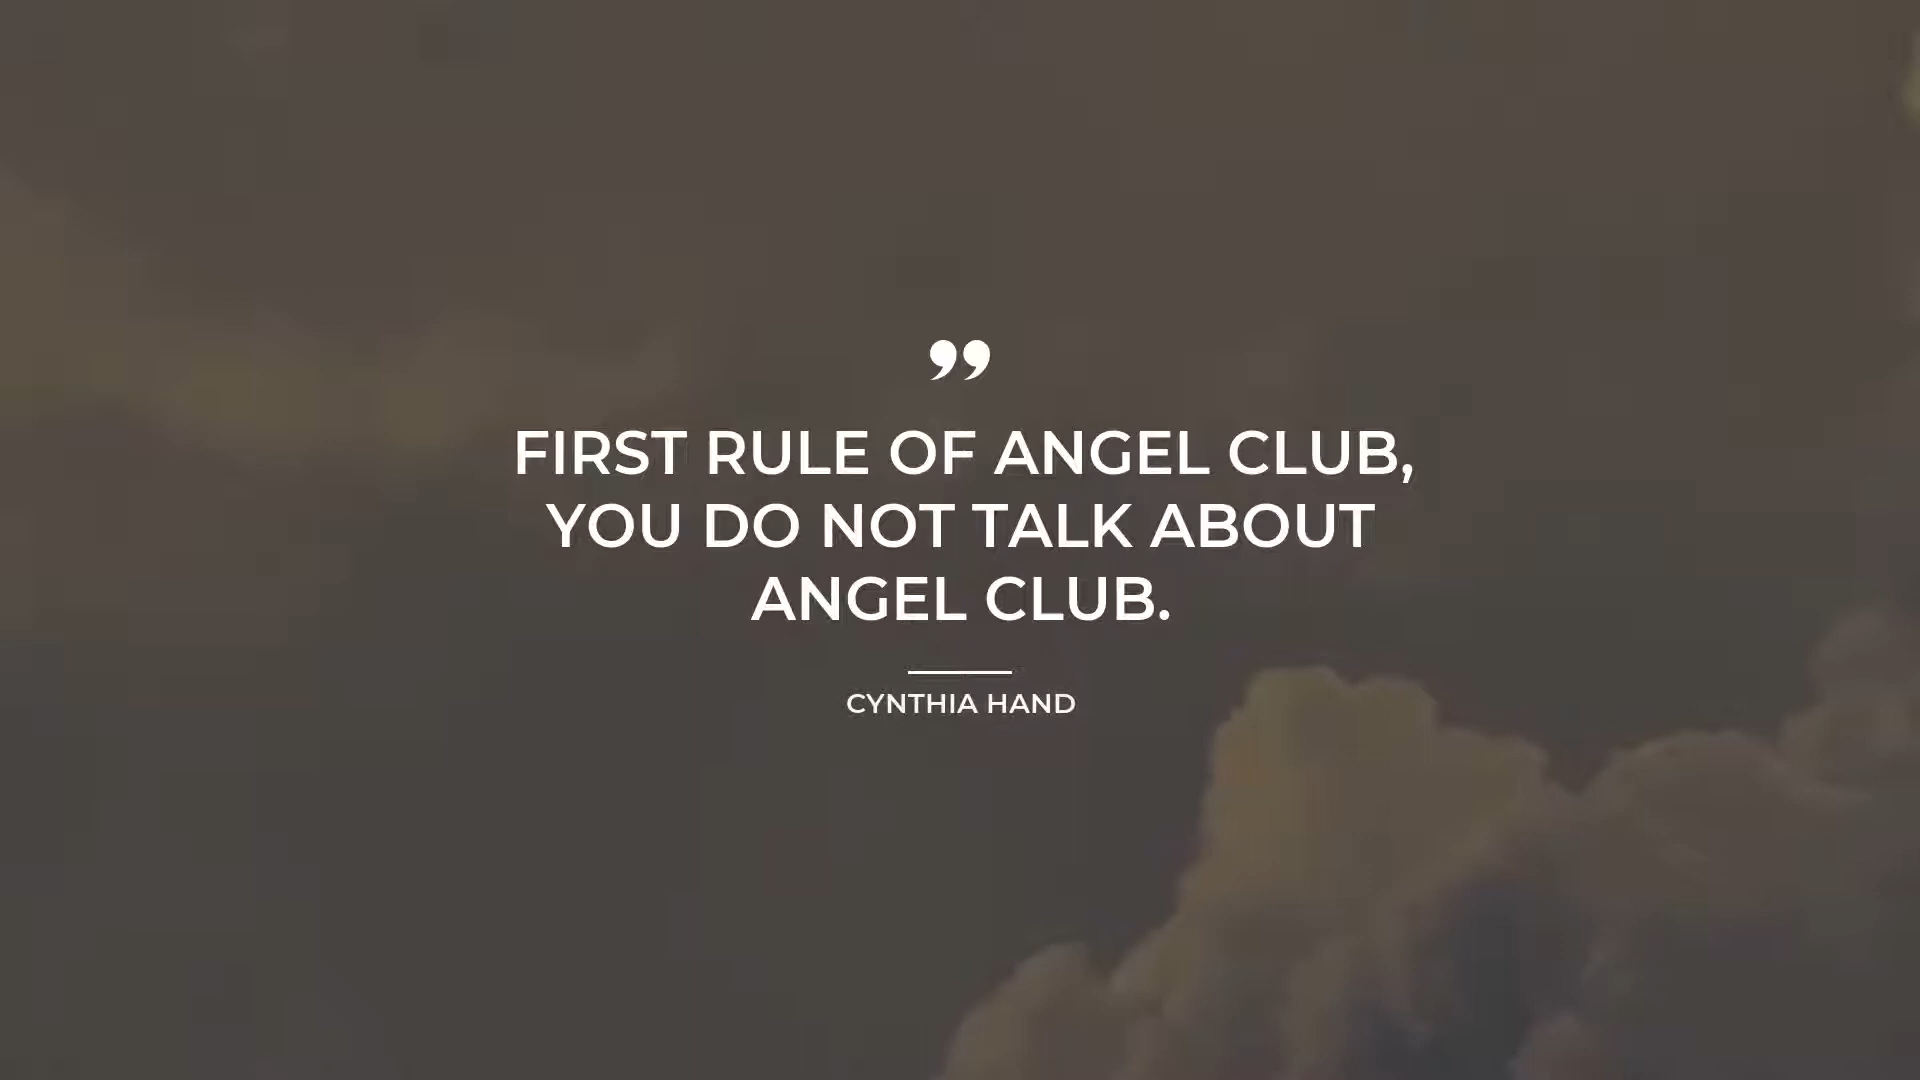 ”
FIRST RULE OF ANGEL CLUB,
YOU DO NOT TALK ABOUT
ANGEL CLUB.
CYNTHIA HAND